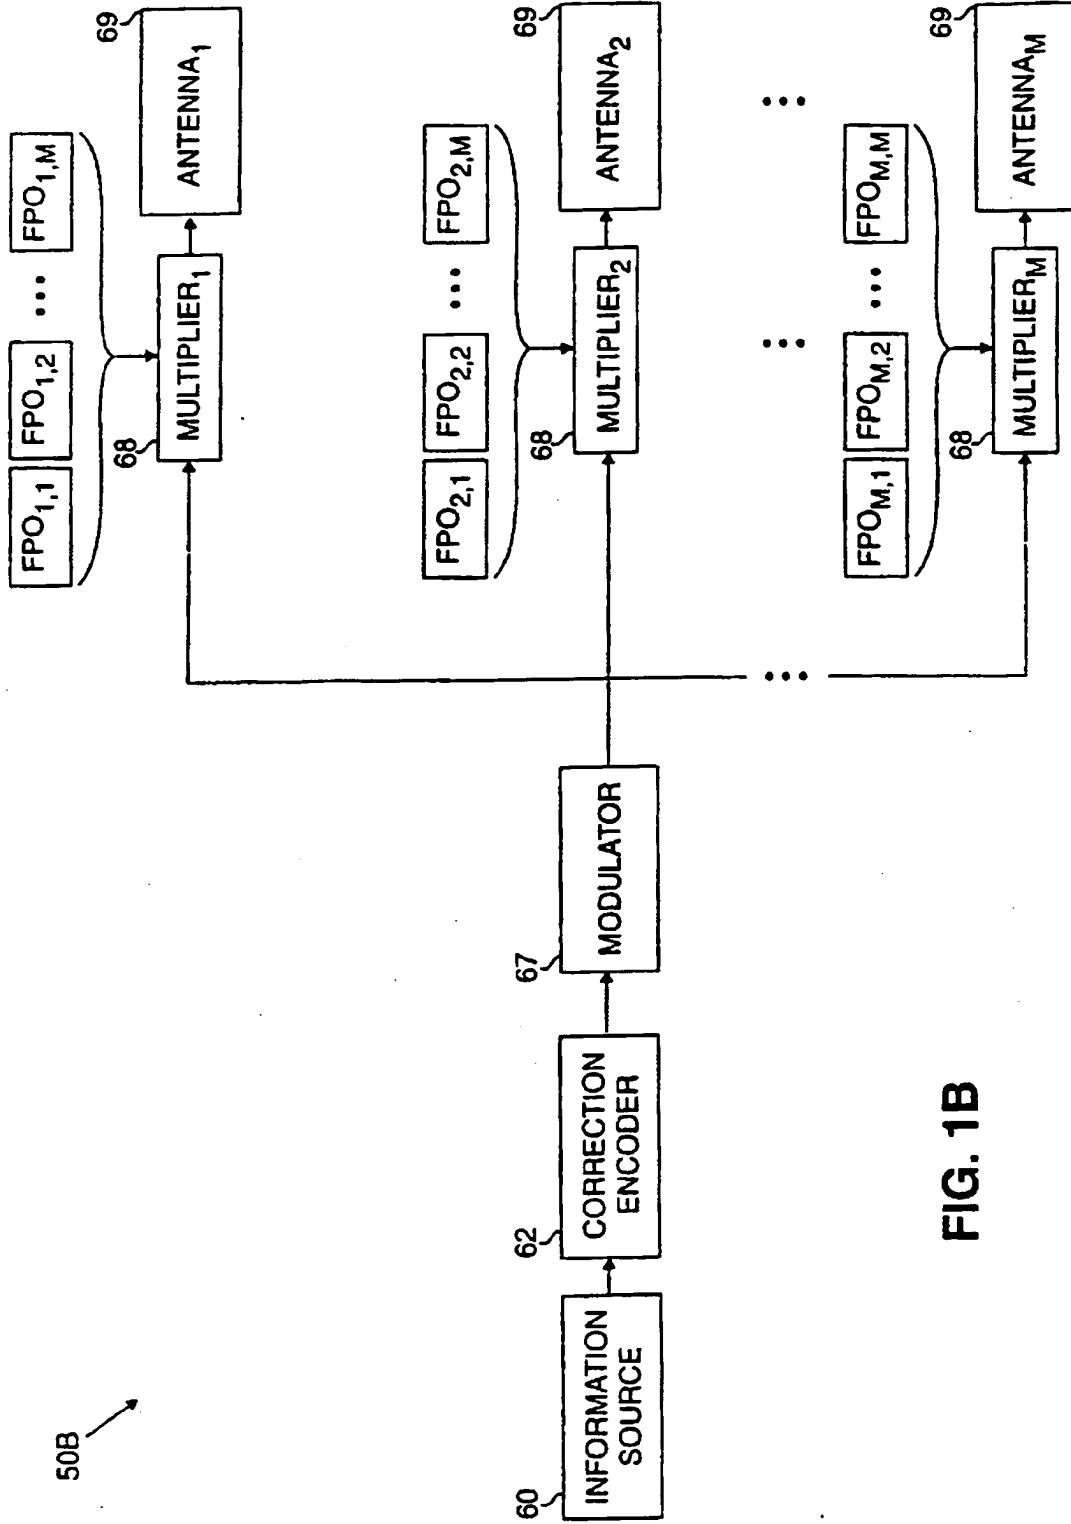 50B
60
INFORMATION
SOURCE
62
CORRECTION
ENCODER
67
MODULATOR
FPO1,1 FPO1,2 ••• FPO1,M
68
MULTIPLIER1
69
ANTENNA1
FPO2,1 FPO2,2 ••• FPO2,M
68
MULTIPLIER2
69
ANTENNA2
••• ••• •••
FPOM,1 FPOM,2 ••• FPOM,M
68
MULTIPLIERM
69
ANTENNAM
FIG. 1B